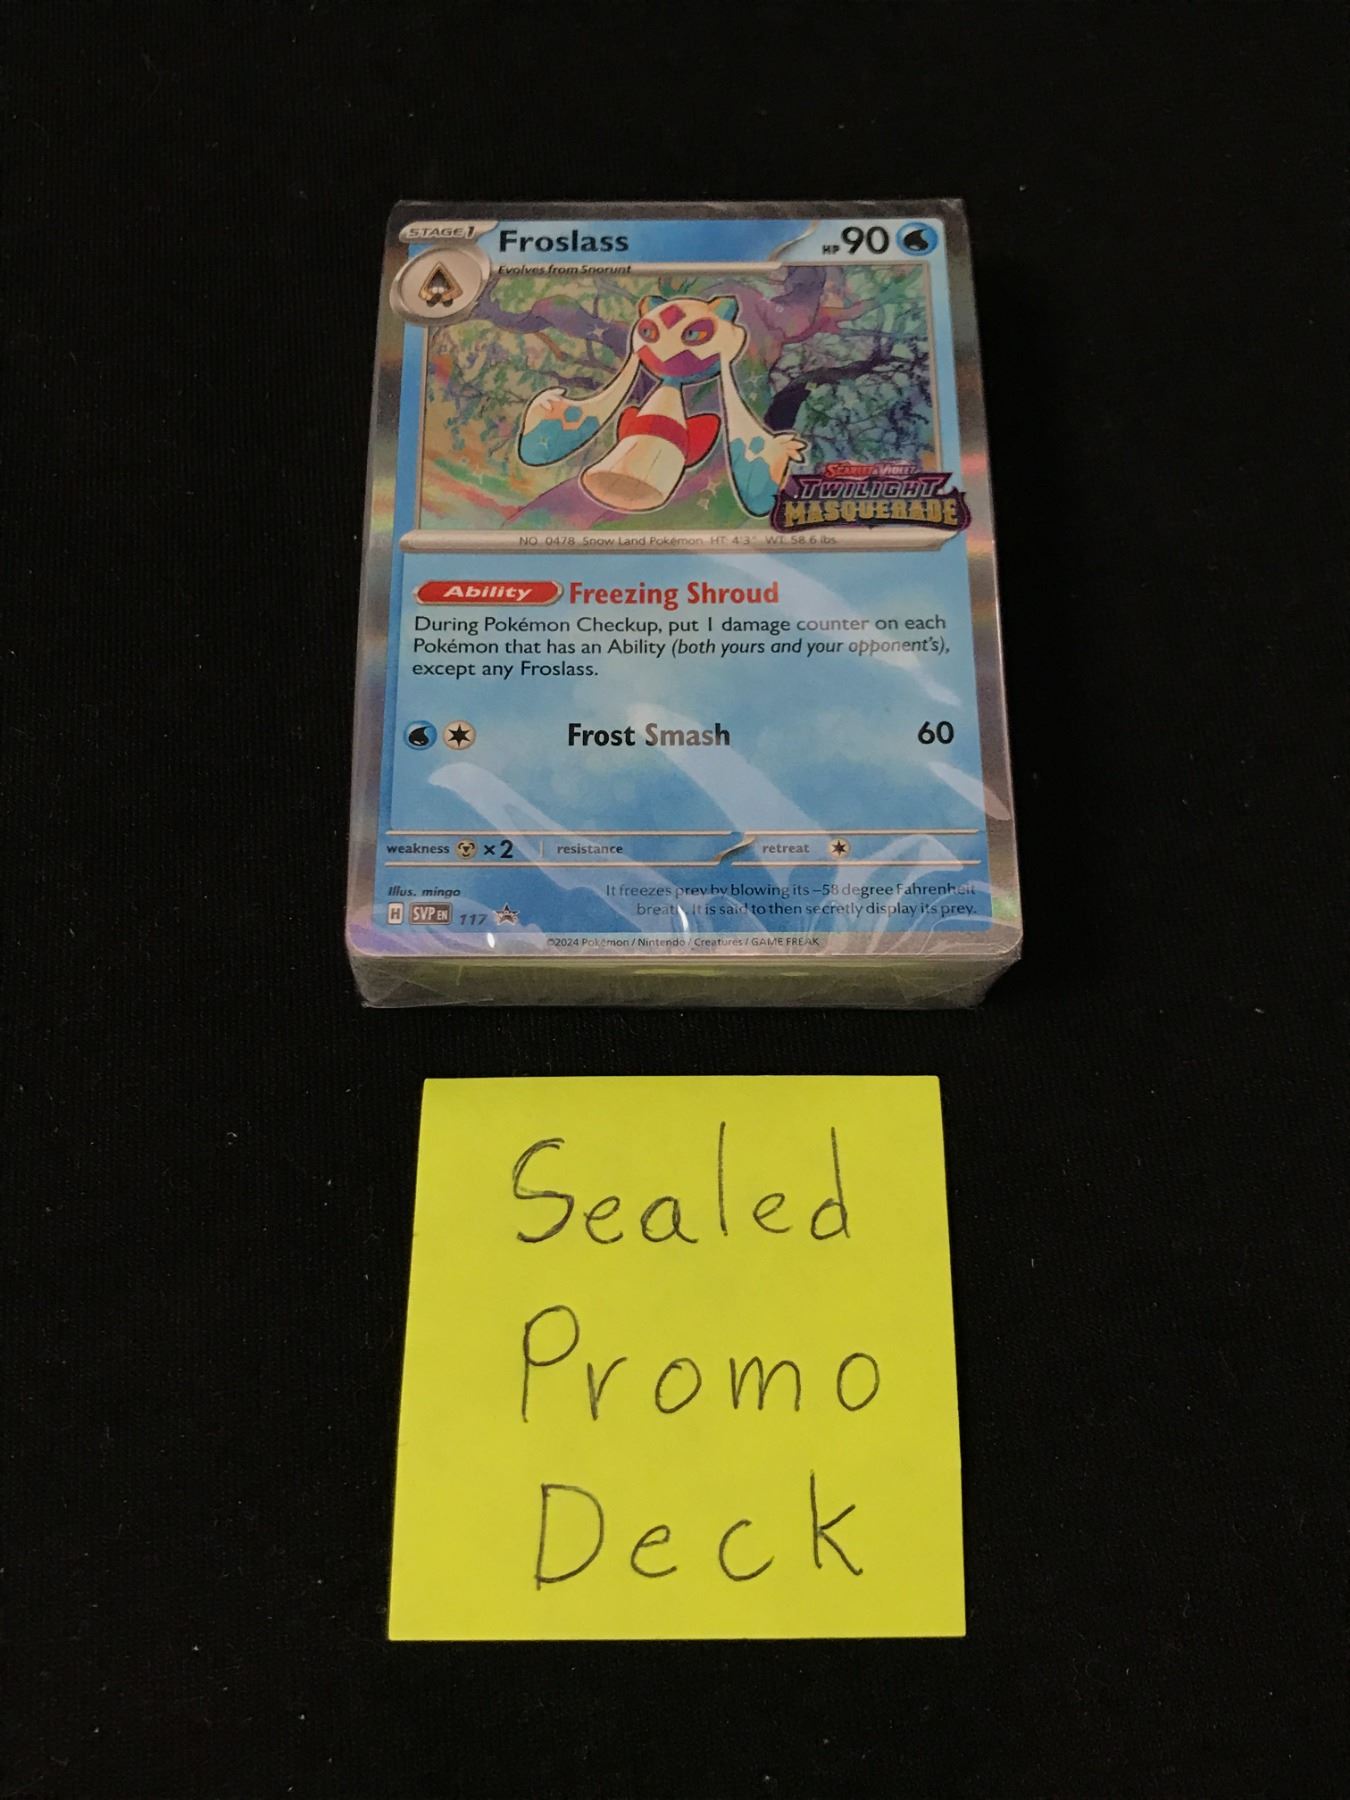 STAGE 1
Froslass
HP 90
Evolves from Snorunt
SCARLET & VIOLET
TWILIGHT
MASQUERADE
NO. 0478 Snow Land Pokémon HT: 4'3" WT: 58.6 lbs.
Ability Freezing Shroud
During Pokémon Checkup, put 1 damage counter on each
Pokémon that has an Ability (both yours and your opponent's),
except any Froslass.
Frost Smash 60
weakness ×2 resistance retreat
Illus. mingo
It freezes prey by blowing its −58 degree Fahrenheit
breath. It is said to then secretly display its prey.
H SVP EN 117
©2024 Pokémon / Nintendo / Creatures / GAME FREAK
Sealed
Promo
Deck